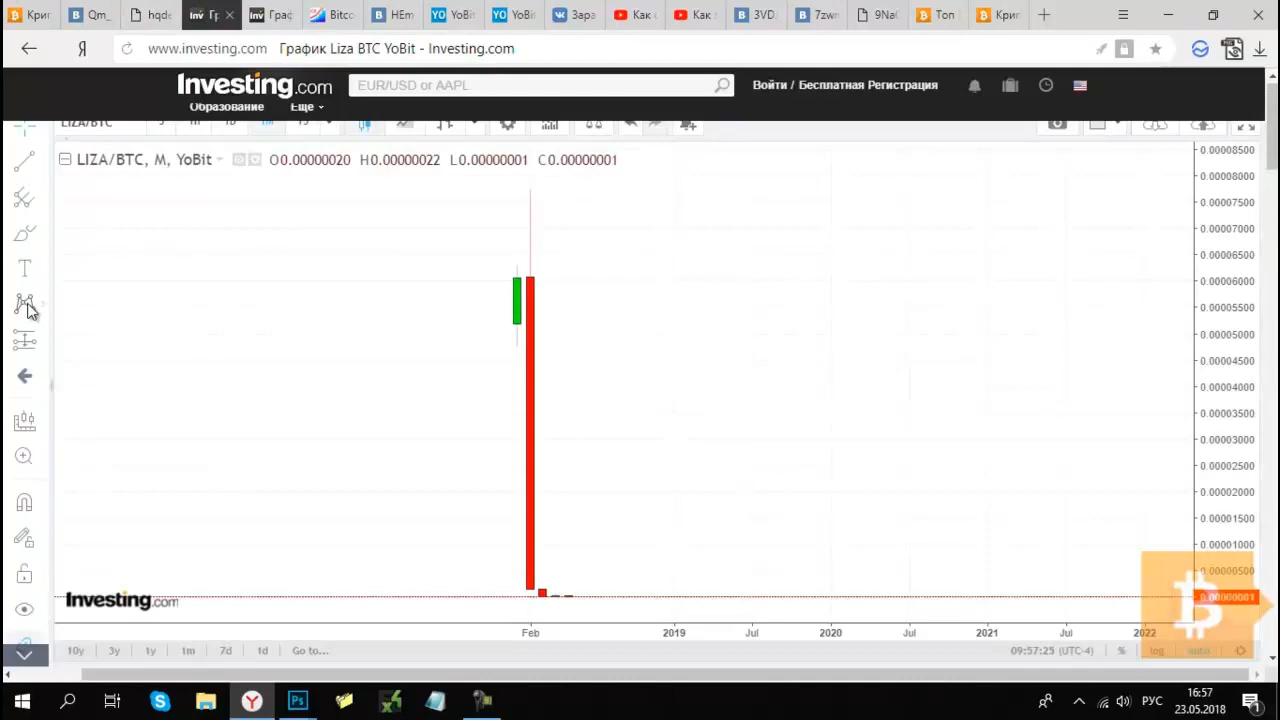 Кри Qm_ hqde Гр Граф Bitco НЕm YoBit YoBit Зара Как Как 3VD 7zwn 9Na Топ Кри
Я www.investing.com График Liza BTC YoBit - Investing.com
Investing.com EUR/USD or AAPL Войти / Бесплатная Регистрация
Образование Еще
LIZA/BTC
LIZA/BTC, M, YoBit O0.00000020 H0.00000022 L0.00000001 C0.00000001
0.00008500
0.00008000
0.00007500
0.00007000
0.00006500
0.00006000
0.00005500
0.00005000
0.00004500
0.00004000
0.00003500
0.00003000
0.00002500
0.00002000
0.00001500
0.00001000
0.00000500
0.00000001
Investing.com
Feb 2019 Jul 2020 Jul 2021 Jul 2022
10y 3y 1y 1m 7d 1d Go to... 09:57:25 (UTC-4) % log auto
РУС 16:57
23.05.2018